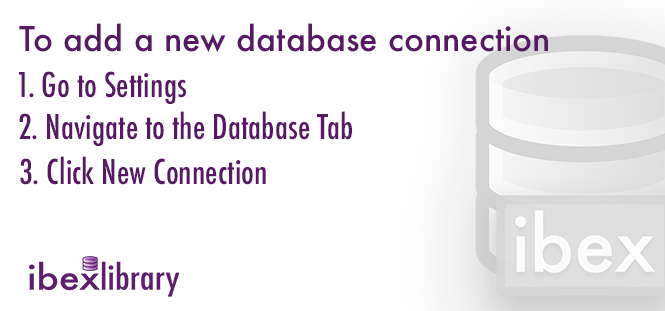 To add a new database connection
1. Go to Settings
2. Navigate to the Database Tab
3. Click New Connection
ibex
ibexlibrary